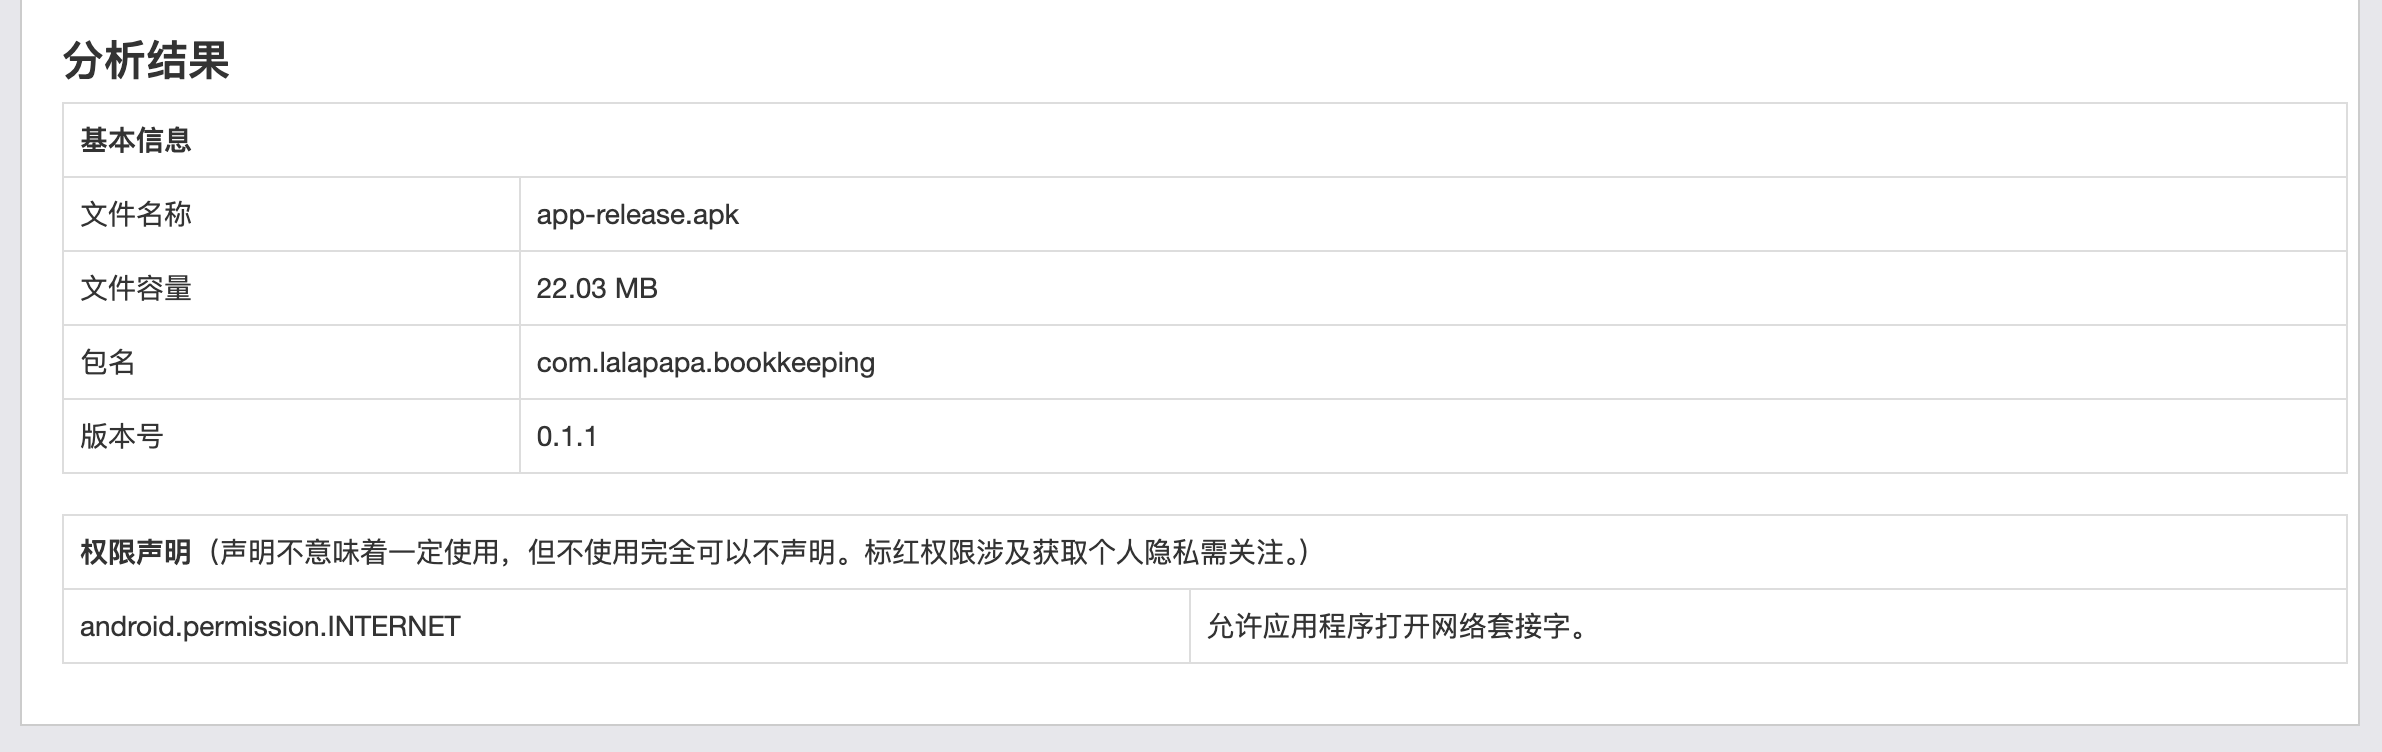 分析结果
基本信息
文件名称 app-release.apk
文件容量 22.03 MB
包名 com.lalapapa.bookkeeping
版本号 0.1.1
权限声明（声明不意味着一定使用，但不使用完全可以不声明。标红权限涉及获取个人隐私需关注。）
android.permission.INTERNET 允许应用程序打开网络套接字。